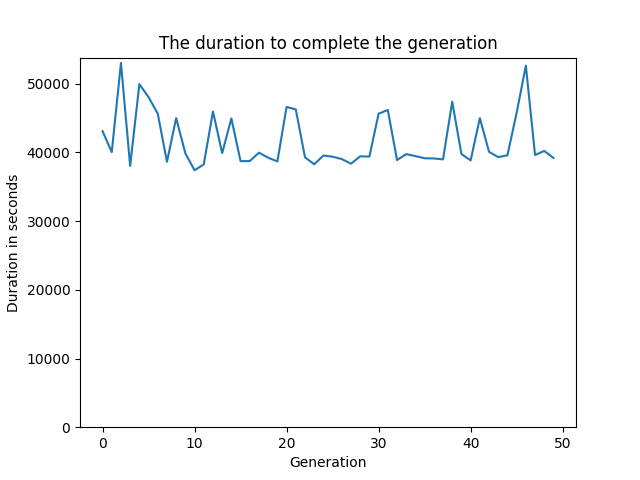 The duration to complete the generation
50000
40000
30000
20000
10000
0
Duration in seconds
0 10 20 30 40 50
Generation